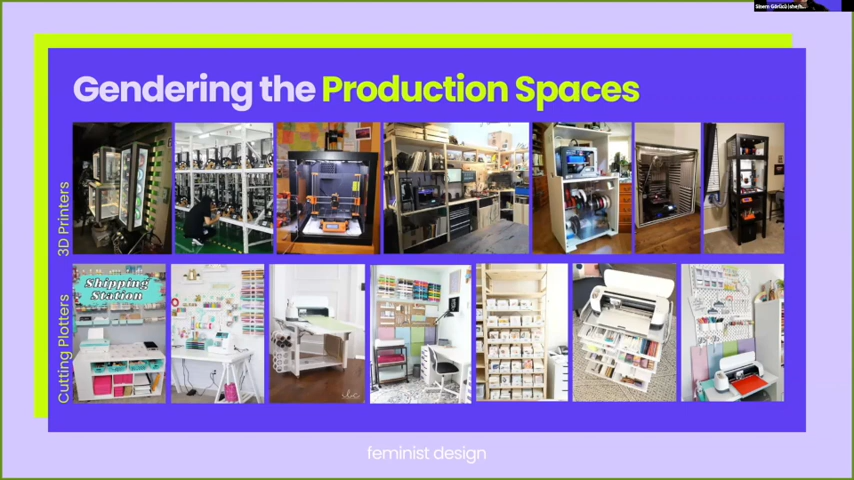 Gendering the Production Spaces
3D Printers
Shipping
Station
Cutting Plotters
feminist design